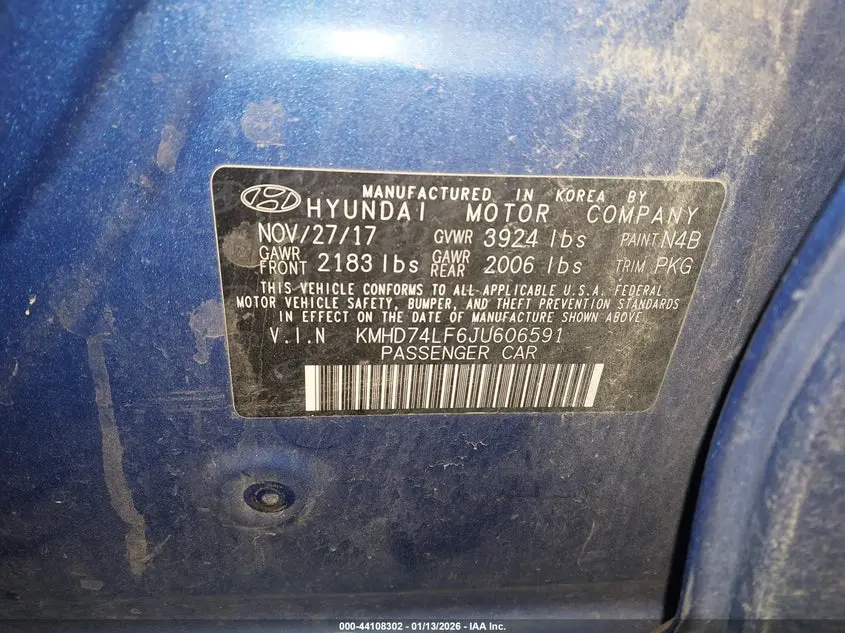 MANUFACTURED IN KOREA BY
HYUNDAI MOTOR COMPANY
NOV/27/17 GVWR 3924 lbs PAINT N4B
GAWR FRONT 2183 lbs GAWR REAR 2006 lbs TRIM PKG
THIS VEHICLE CONFORMS TO ALL APPLICABLE U.S.A. FEDERAL
MOTOR VEHICLE SAFETY, BUMPER, AND THEFT PREVENTION STANDARDS
IN EFFECT ON THE DATE OF MANUFACTURE SHOWN ABOVE.
V.I.N KMHD74LF6JU606591
PASSENGER CAR
000-44108302 - 01/13/2026 - IAA Inc.